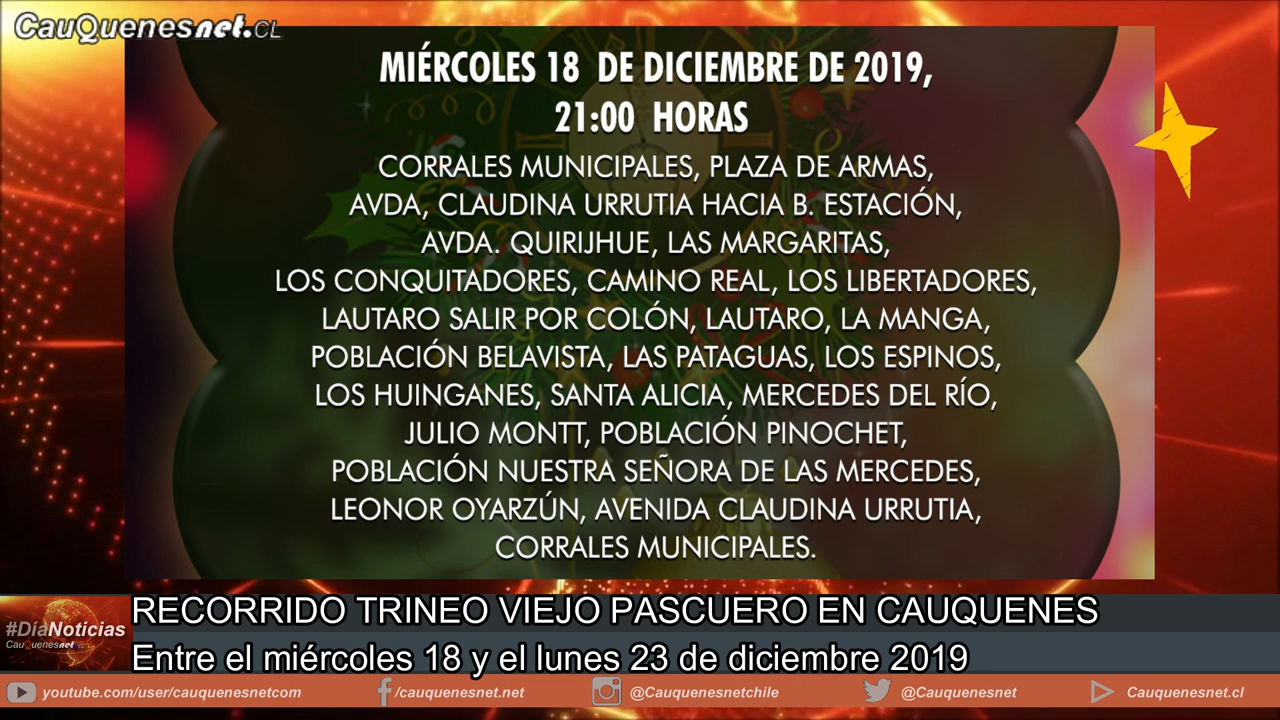 CauQuenesnet.CL
MIÉRCOLES 18 DE DICIEMBRE DE 2019,
21:00 HORAS
CORRALES MUNICIPALES, PLAZA DE ARMAS,
AVDA, CLAUDINA URRUTIA HACIA B. ESTACIÓN,
AVDA. QUIRIJHUE, LAS MARGARITAS,
LOS CONQUITADORES, CAMINO REAL, LOS LIBERTADORES,
LAUTARO SALIR POR COLÓN, LAUTARO, LA MANGA,
POBLACIÓN BELAVISTA, LAS PATAGUAS, LOS ESPINOS,
LOS HUINGANES, SANTA ALICIA, MERCEDES DEL RÍO,
JULIO MONTT, POBLACIÓN PINOCHET,
POBLACIÓN NUESTRA SEÑORA DE LAS MERCEDES,
LEONOR OYARZÚN, AVENIDA CLAUDINA URRUTIA,
CORRALES MUNICIPALES.
RECORRIDO TRINEO VIEJO PASCUERO EN CAUQUENES
#DíaNoticias
CauQuenesnet.cl
Entre el miércoles 18 y el lunes 23 de diciembre 2019
youtube.com/user/cauquenesnetcom
/cauquenesnet.net
@Cauquenesnetchile
@Cauquenesnet
Cauquenesnet.cl